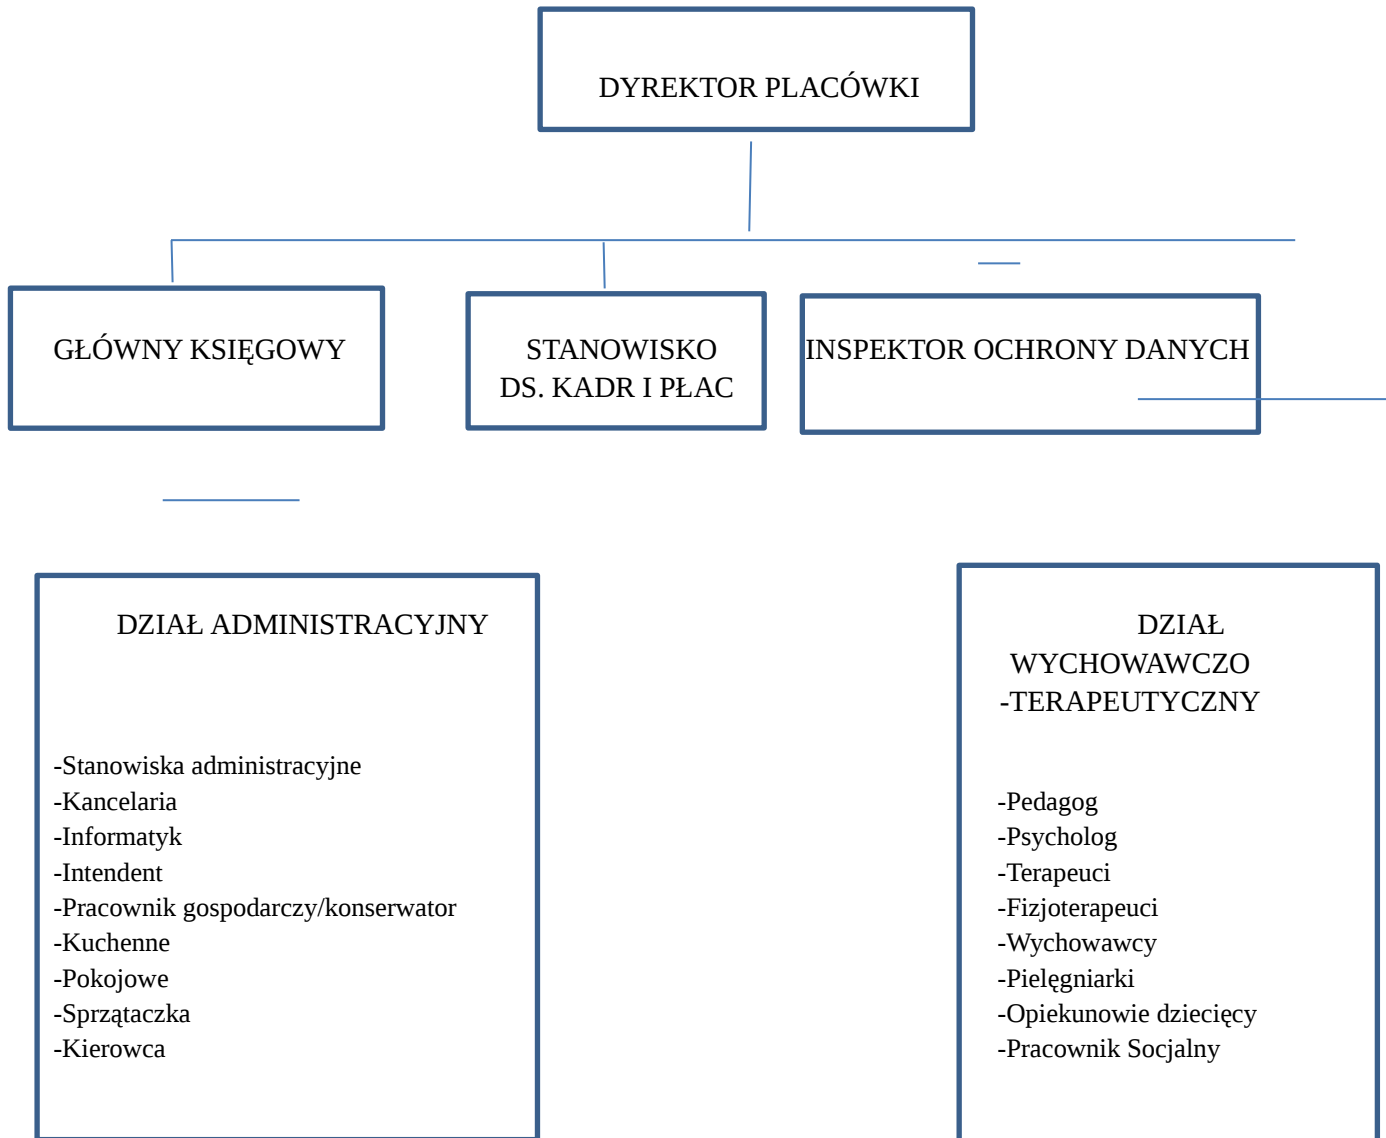 DYREKTOR PLACÓWKI
GŁÓWNY KSIĘGOWY
STANOWISKO
DS. KADR I PŁAC
INSPEKTOR OCHRONY DANYCH
DZIAŁ ADMINISTRACYJNY
-Stanowiska administracyjne
-Kancelaria
-Informatyk
-Intendent
-Pracownik gospodarczy/konserwator
-Kuchenne
-Pokojowe
-Sprzątaczka
-Kierowca
DZIAŁ
WYCHOWAWCZO
-TERAPEUTYCZNY
-Pedagog
-Psycholog
-Terapeuci
-Fizjoterapeuci
-Wychowawcy
-Pielęgniarki
-Opiekunowie dziecięcy
-Pracownik Socjalny